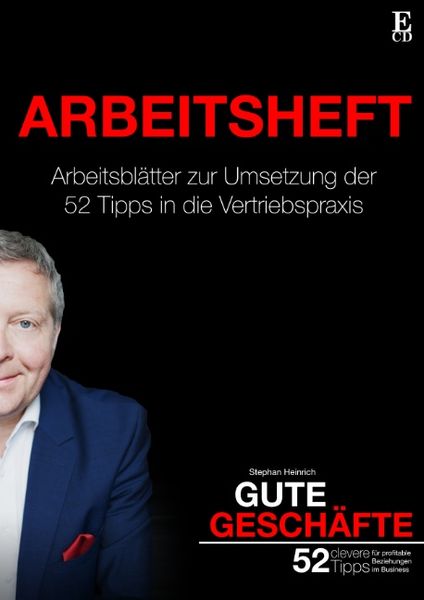 E
CD
ARBEITSHEFT
Arbeitsblätter zur Umsetzung der
52 Tipps in die Vertriebspraxis
Stephan Heinrich
GUTE
GESCHÄFTE
52 clevere Tipps
für profitable
Beziehungen
im Business